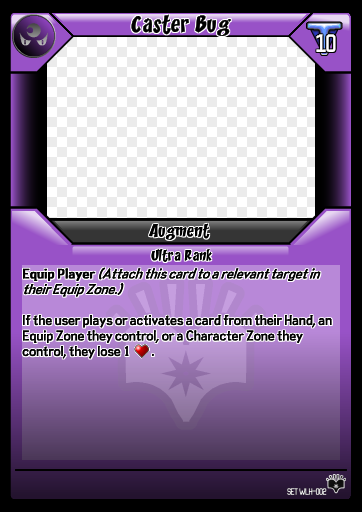 Caster Bug
10
Augment
Ultra Rank
Equip Player (Attach this card to a relevant target in
their Equip Zone.)
If the user plays or activates a card from their Hand, an
Equip Zone they control, or a Character Zone they
control, they lose 1 .
SET WLH-002